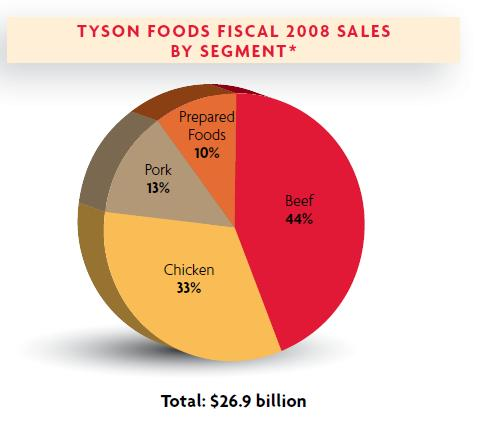 TYSON FOODS FISCAL 2008 SALES
BY SEGMENT*
Prepared
Foods
10%
Pork
13%
Beef
44%
Chicken
33%
Total: $26.9 billion